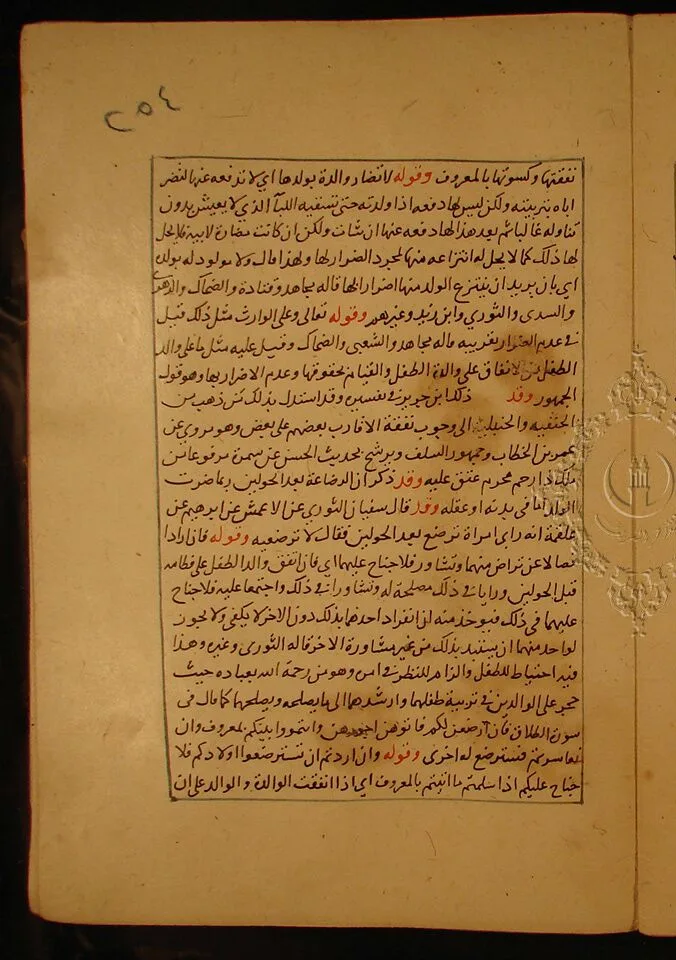 ٢٥٤
نفقتها وكسوتها بالمعروف وقوله لا تضار والدة بولدها اي لا تدفعه عنها لتضر
اباه بتربيته ولكن ليس لها دفعه اذا ولدته حتى تسقيه اللبأ الذي لا يعيش بدون
تناوله غالبا ثم بعد هذا لها دفعه عنها ان شات ولكن ان كانت مضارة لابيه فلا يحل
لها ذلك كما لا يحل له انتزاعه منها لمجرد الضرار لها ولهذا قال ولا مولود له بولده
اي بان يريد ان ينتزع الولد منها اضرارا لها قاله مجاهد وقتادة والضحاك والزهري
والسدي والثوري وابن زيد وغيرهم وقوله تعالى وعلى الوارث مثل ذلك قيل
في عدم الضرار لقريبه قاله مجاهد والشعبي والضحاك وقيل عليه مثل ما على والد
الطفل من الانفاق على والدة الطفل والقيام بحقوقها وعدم الاضرار بها وهو قول
الجمهور وقد ذكر ابن جرير في تفسيره وقد استدل بذلك من ذهب من
الحنفيه والحنبلية الى وجوب نفقة الاقارب بعضهم على بعض وهو مروي عن
عمر بن الخطاب وجمهور السلف ويرشح بحديث الحسن عن سمرة مرفوعا من
ملك ذا رحم محرم عتق عليه وقد ذكر ان الرضاعة بعد الحولين ربما ضرت
الولد اما في بدنه او عقله وقد قال سفيان الثوري عن الاعمش عن ابرهيم عن
علقمة انه راى امراة ترضع بعد الحولين فقال لا ترضعيه وقوله فان ارادا
فصالا عن تراض منهما وتشاور فلا جناح عليهما اي فان اتفق والدا الطفل على فطامه
قبل الحولين ورايا في ذلك مصلحة له وتشاورا في ذلك واجتمعا عليه فلا جناح
عليهما في ذلك فيوخذ منه ان انفراد احدهما بذلك دون الاخر لا يكفي ولا يجوز
لواحد منهما ان يستبد بذلك من غير مشاورة الاخر قاله الثوري وغيره وهذا
فيه احتياط للطفل والزام للنظر في امره وهو من رحمة الله بعباده حيث
حجر على الوالدين في تربية طفلهما وارشدهما الى ما يصلحه ويصلحها كما قال في
سورة الطلاق فان ارضعن لكم فاتوهن اجورهن واتمروا بينكم بمعروف وان
تعاسرتم فسترضع له اخرى وقوله وان اردتم ان تسترضعوا اولادكم فلا
جناح عليكم اذا سلمتم ما اتيتم بالمعروف اي اذا اتفقت الوالدة والوالد على ان